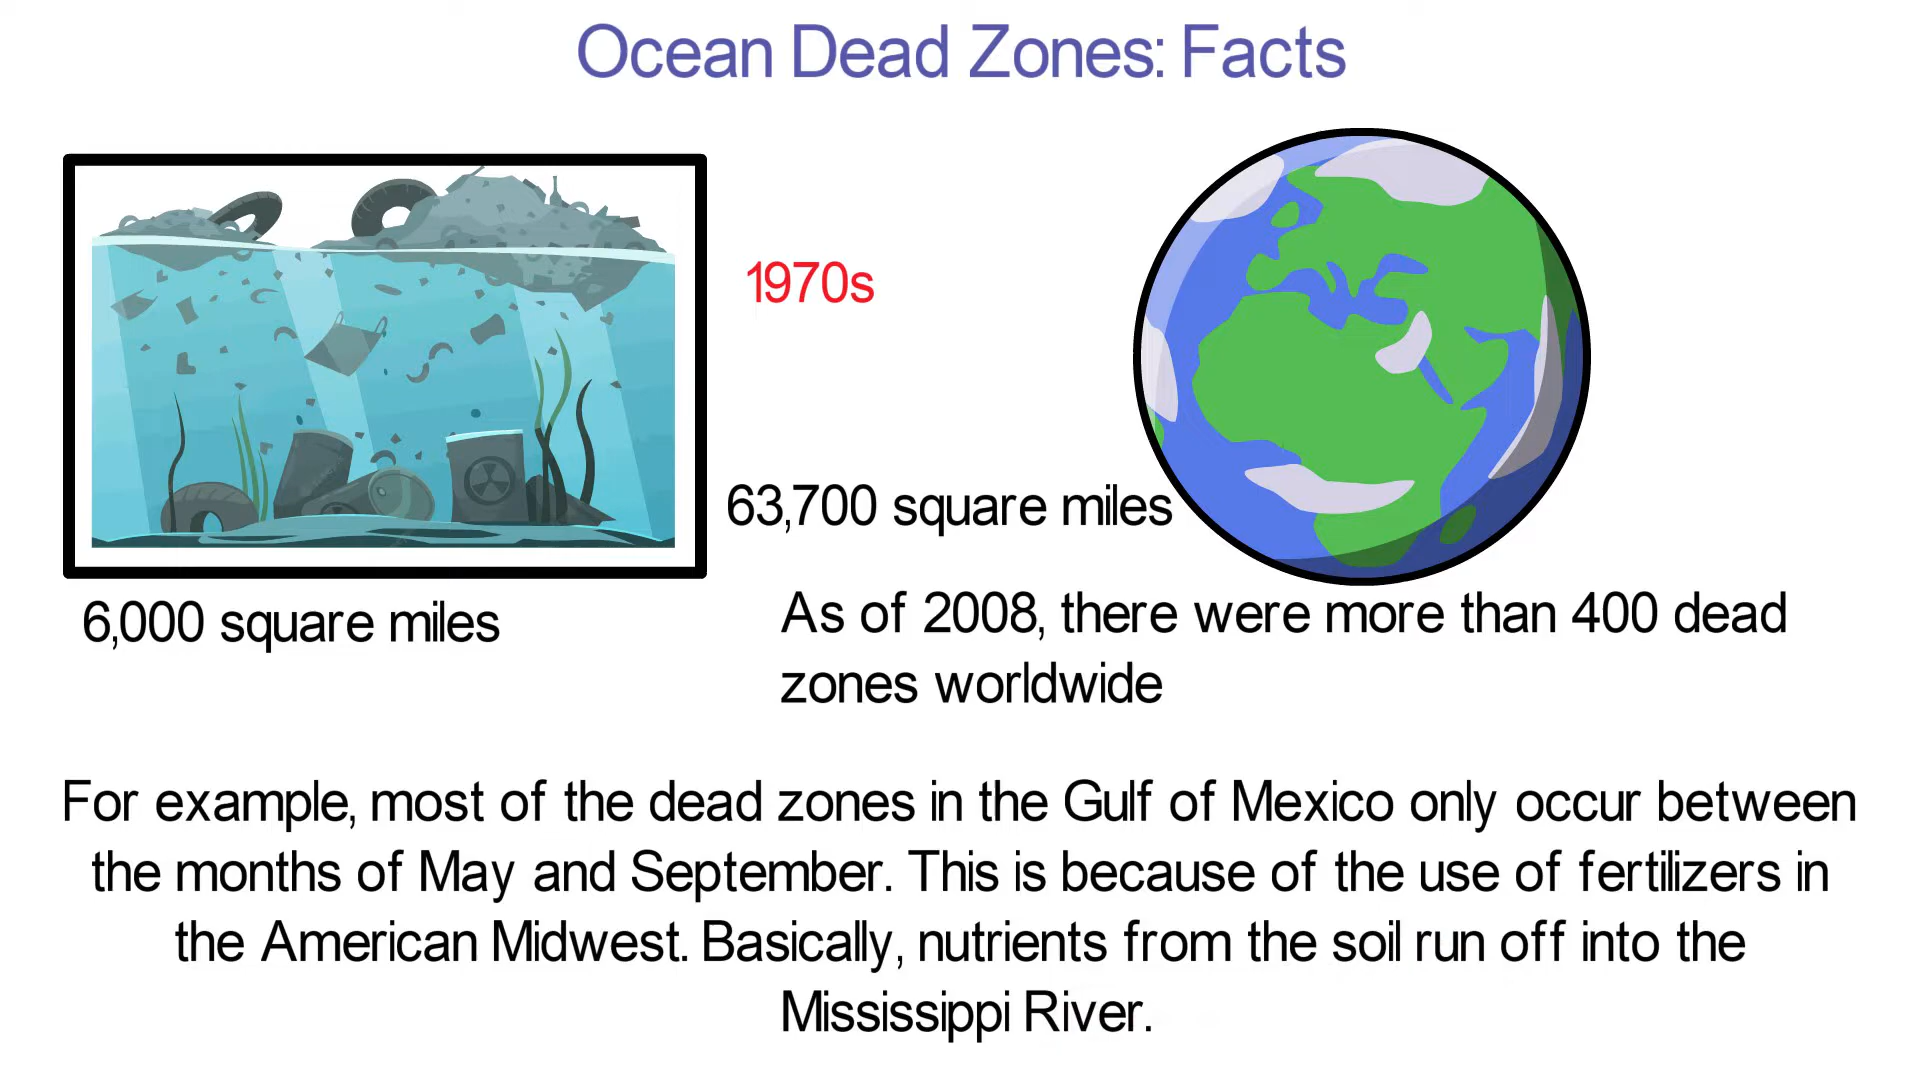 Ocean Dead Zones: Facts
1970s
63,700 square miles
6,000 square miles
As of 2008, there were more than 400 dead
zones worldwide
For example, most of the dead zones in the Gulf of Mexico only occur between
the months of May and September. This is because of the use of fertilizers in
the American Midwest. Basically, nutrients from the soil run off into the
Mississippi River.